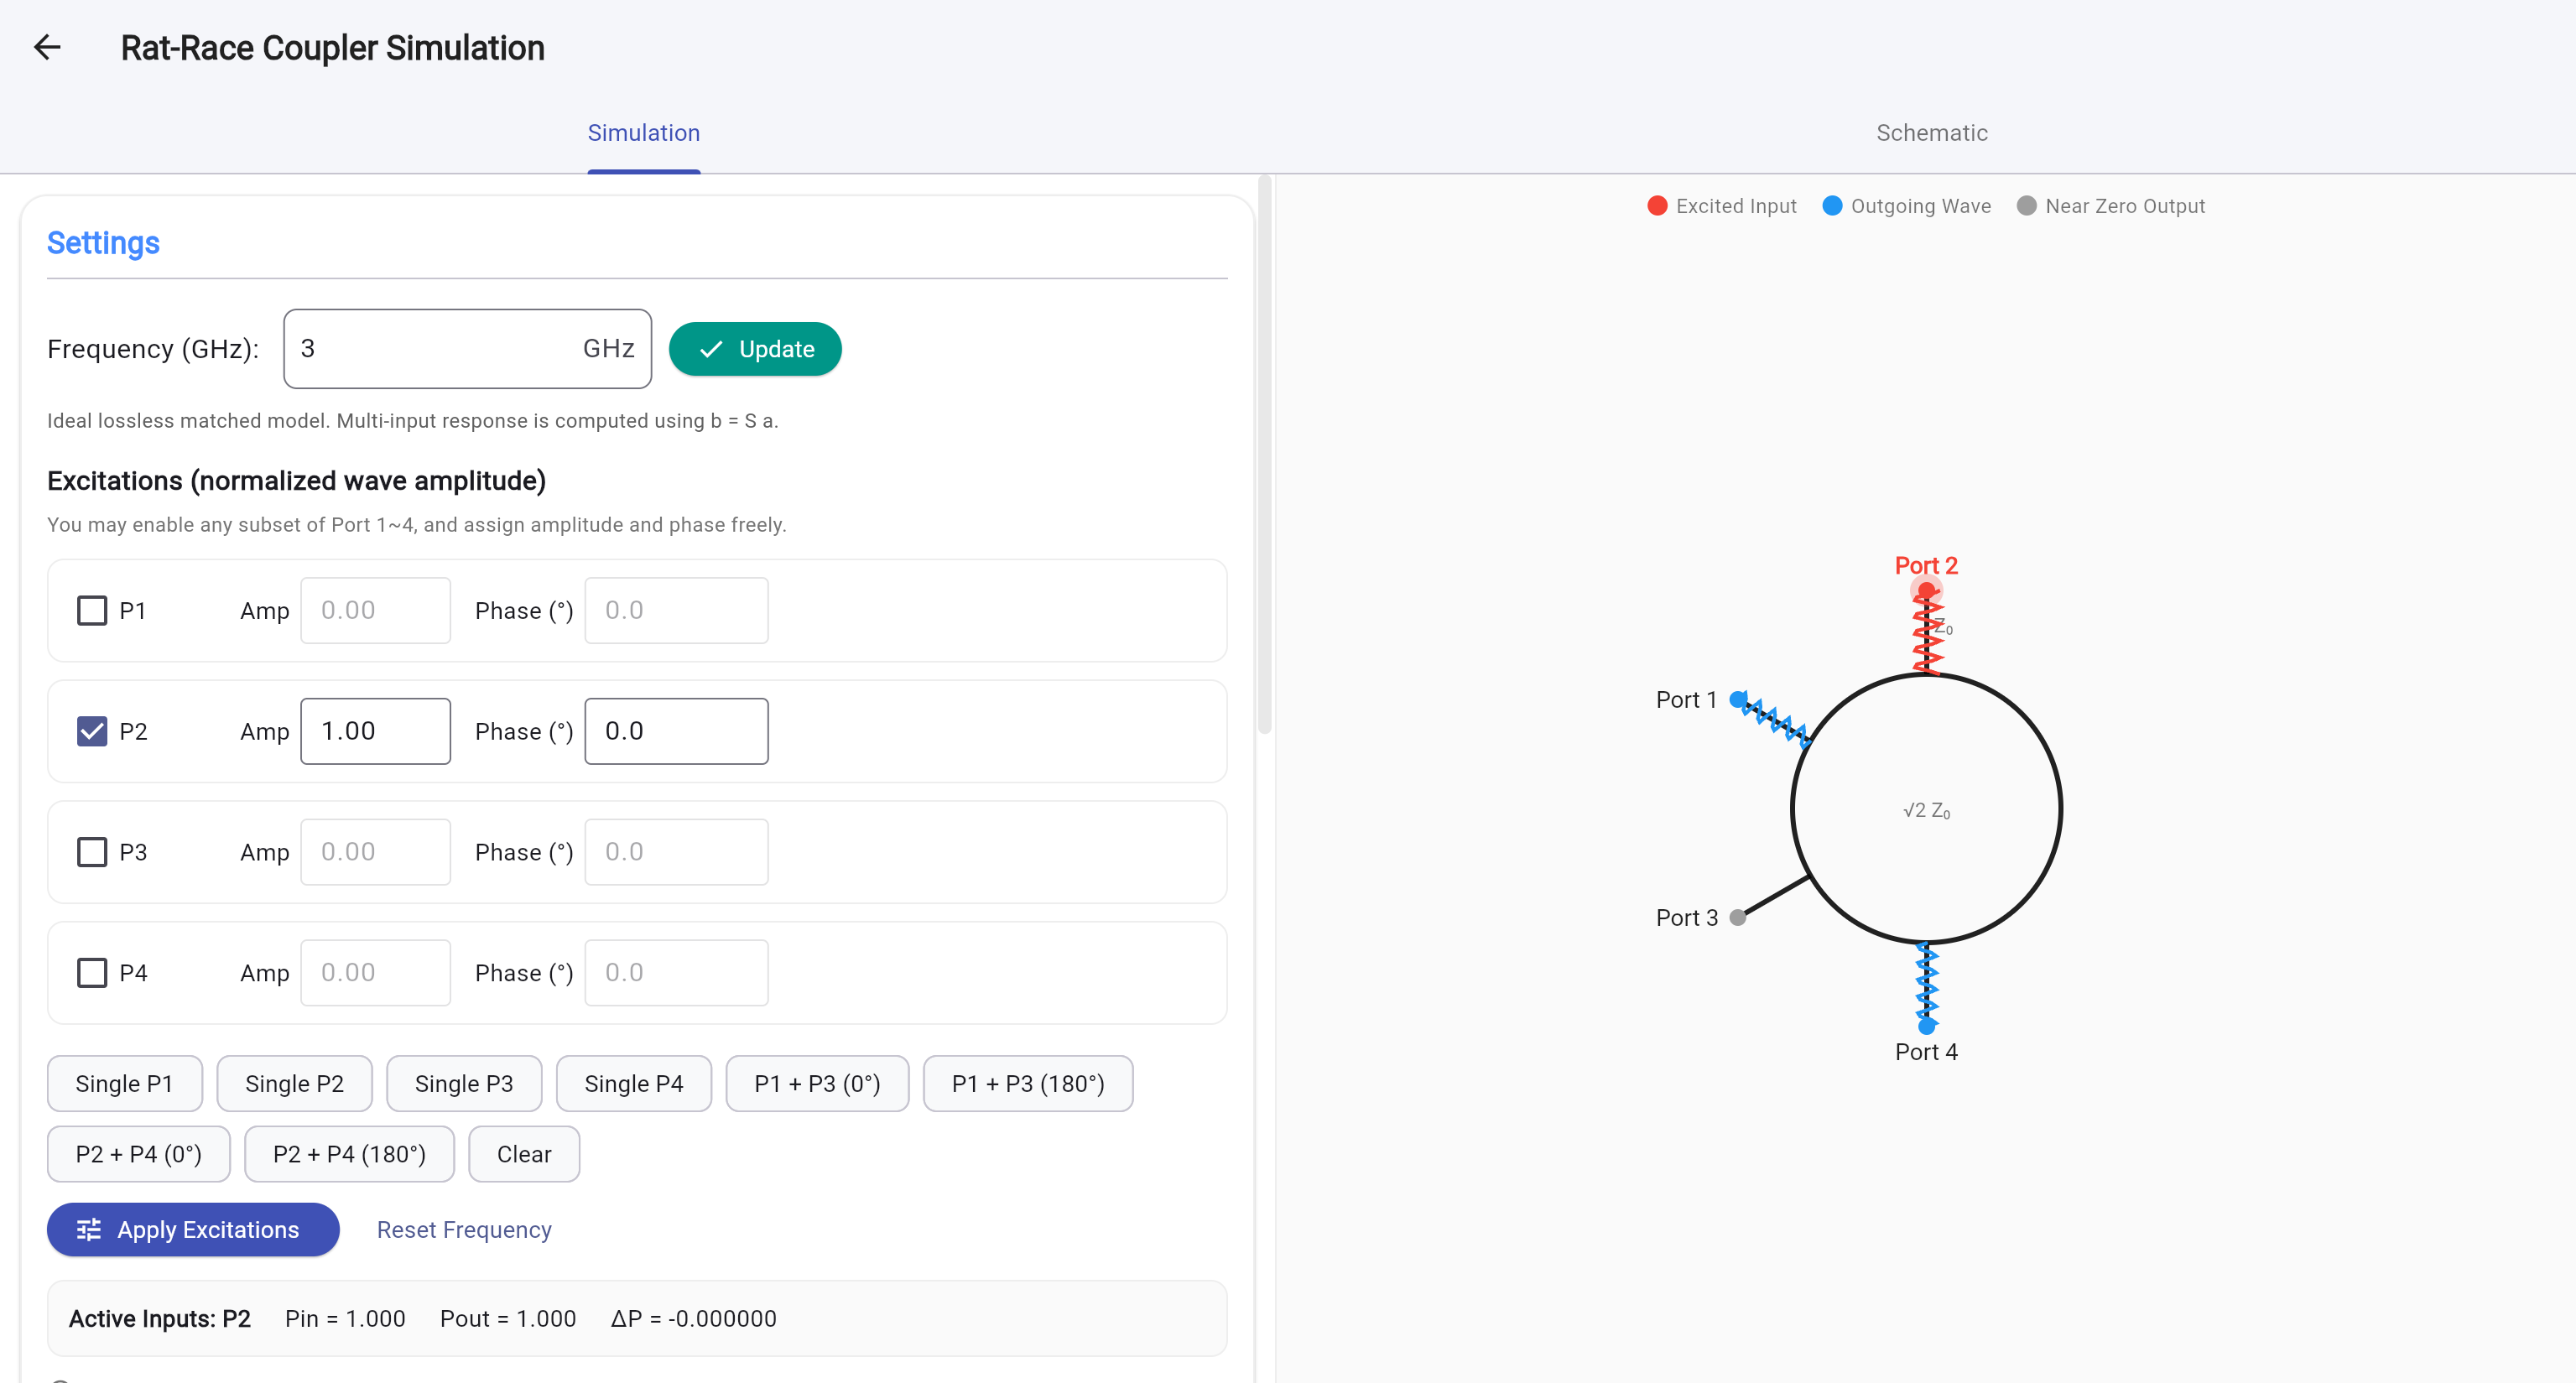 Rat-Race Coupler Simulation
Simulation
Schematic
Settings
Frequency (GHz):
3
GHz
Update
Ideal lossless matched model. Multi-input response is computed using b = S a.
Excitations (normalized wave amplitude)
You may enable any subset of Port 1~4, and assign amplitude and phase freely.
P1 Amp 0.00 Phase (°) 0.0
P2 Amp 1.00 Phase (°) 0.0
P3 Amp 0.00 Phase (°) 0.0
P4 Amp 0.00 Phase (°) 0.0
Single P1
Single P2
Single P3
Single P4
P1 + P3 (0°)
P1 + P3 (180°)
P2 + P4 (0°)
P2 + P4 (180°)
Clear
Apply Excitations
Reset Frequency
Active Inputs: P2 Pin = 1.000 Pout = 1.000 ΔP = -0.000000
Excited Input
Outgoing Wave
Near Zero Output
Port 2
Z₀
Port 1
√2 Z₀
Port 3
Port 4